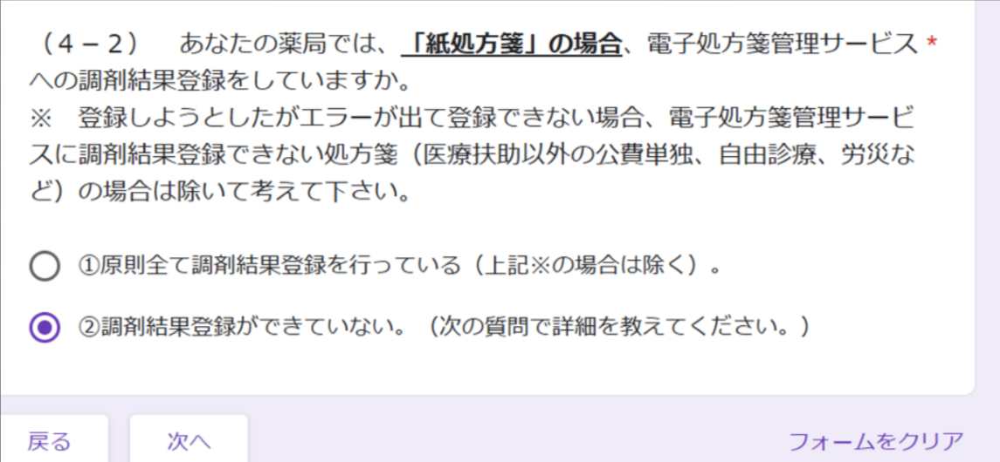 （４－２）　あなたの薬局では、「紙処方箋」の場合、電子処方箋管理サービス *
への調剤結果登録をしていますか。
※　登録しようとしたがエラーが出て登録できない場合、電子処方箋管理サービ
スに調剤結果登録できない処方箋（医療扶助以外の公費単独、自由診療、労災な
ど）の場合は除いて考えて下さい。
①原則全て調剤結果登録を行っている（上記※の場合は除く）。
②調剤結果登録ができていない。（次の質問で詳細を教えてください。）
戻る
次へ
フォームをクリア